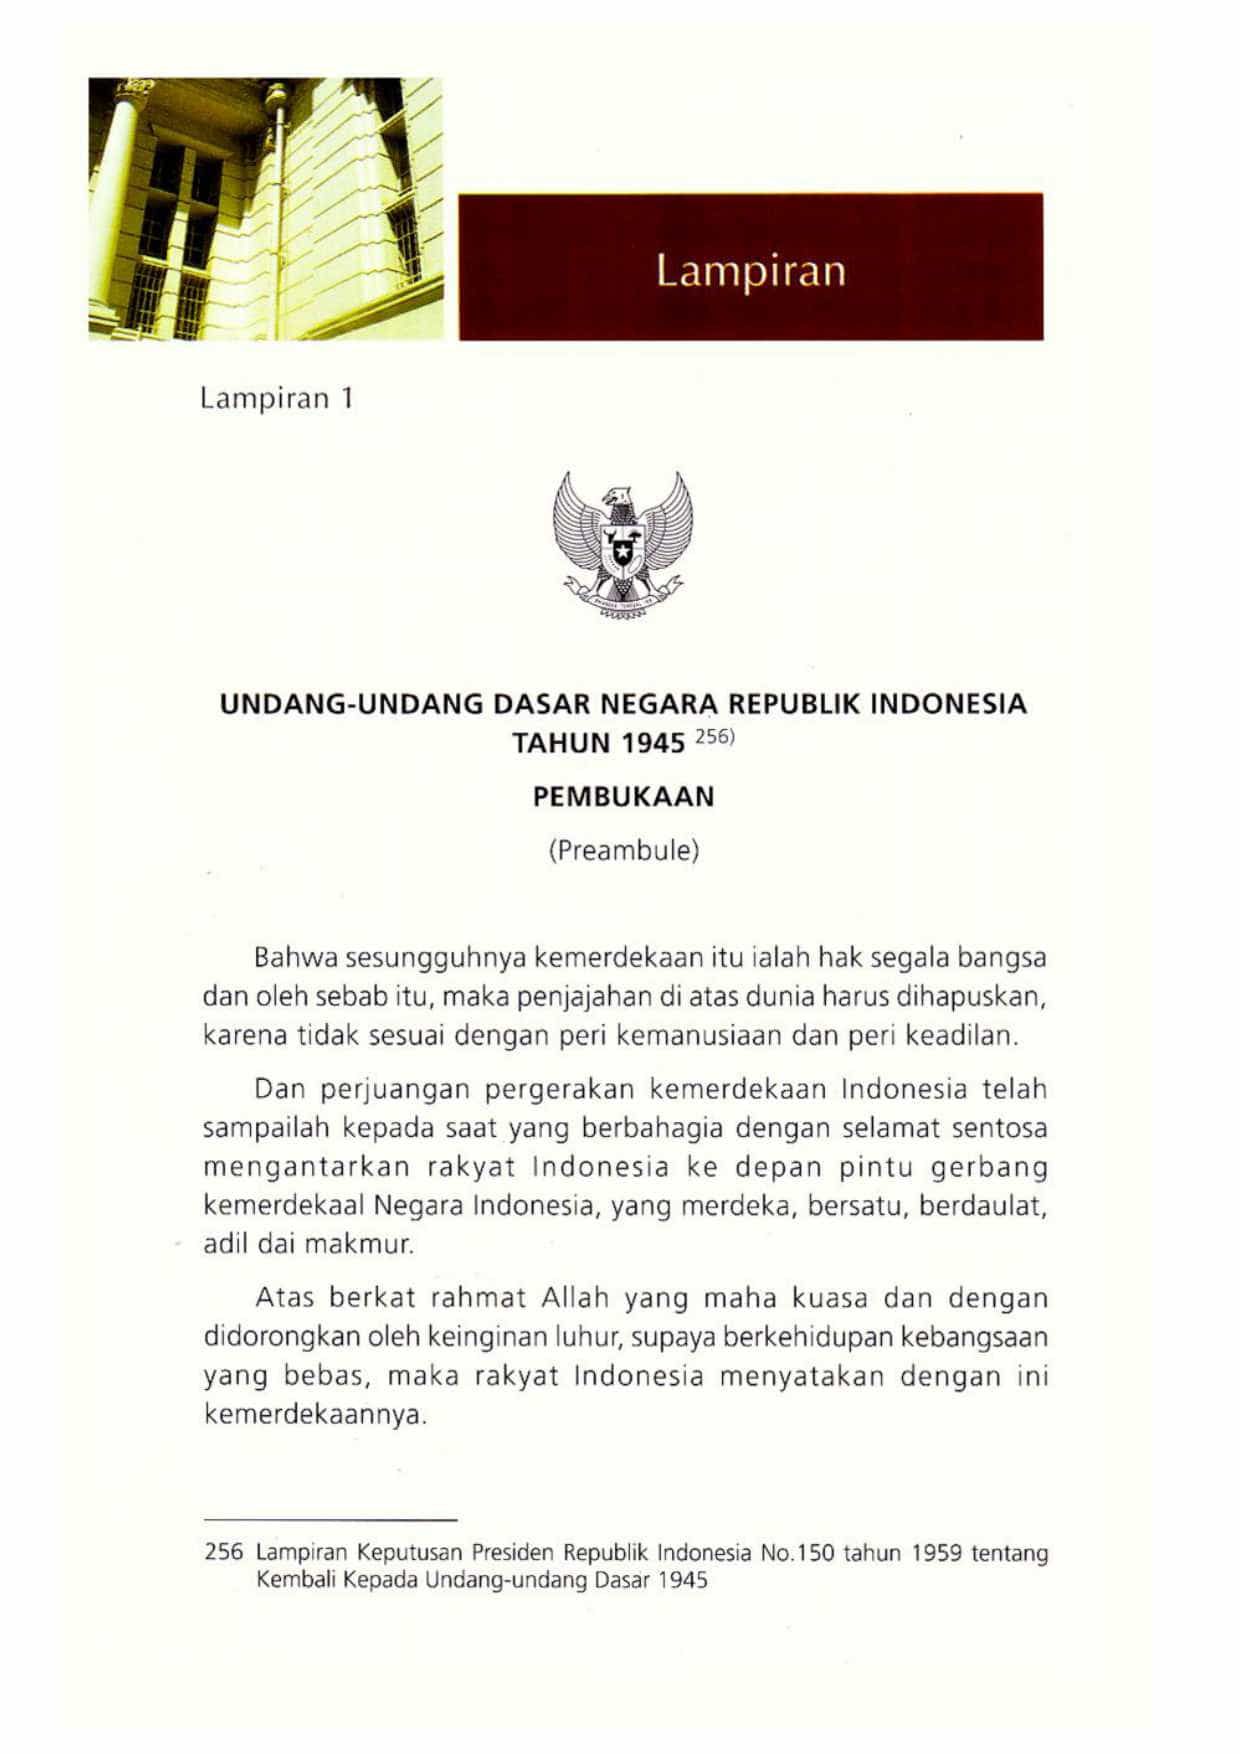 Lampiran
Lampiran 1
UNDANG-UNDANG DASAR NEGARA REPUBLIK INDONESIA
TAHUN 1945 256)
PEMBUKAAN
(Preambule)
Bahwa sesungguhnya kemerdekaan itu ialah hak segala bangsa
dan oleh sebab itu, maka penjajahan di atas dunia harus dihapuskan,
karena tidak sesuai dengan peri kemanusiaan dan peri keadilan.
Dan perjuangan pergerakan kemerdekaan Indonesia telah
sampailah kepada saat yang berbahagia dengan selamat sentosa
mengantarkan rakyat Indonesia ke depan pintu gerbang
kemerdekaal Negara Indonesia, yang merdeka, bersatu, berdaulat,
adil dai makmur.
Atas berkat rahmat Allah yang maha kuasa dan dengan
didorongkan oleh keinginan luhur, supaya berkehidupan kebangsaan
yang bebas, maka rakyat Indonesia menyatakan dengan ini
kemerdekaannya.
256 Lampiran Keputusan Presiden Republik Indonesia No.150 tahun 1959 tentang
Kembali Kepada Undang-undang Dasar 1945